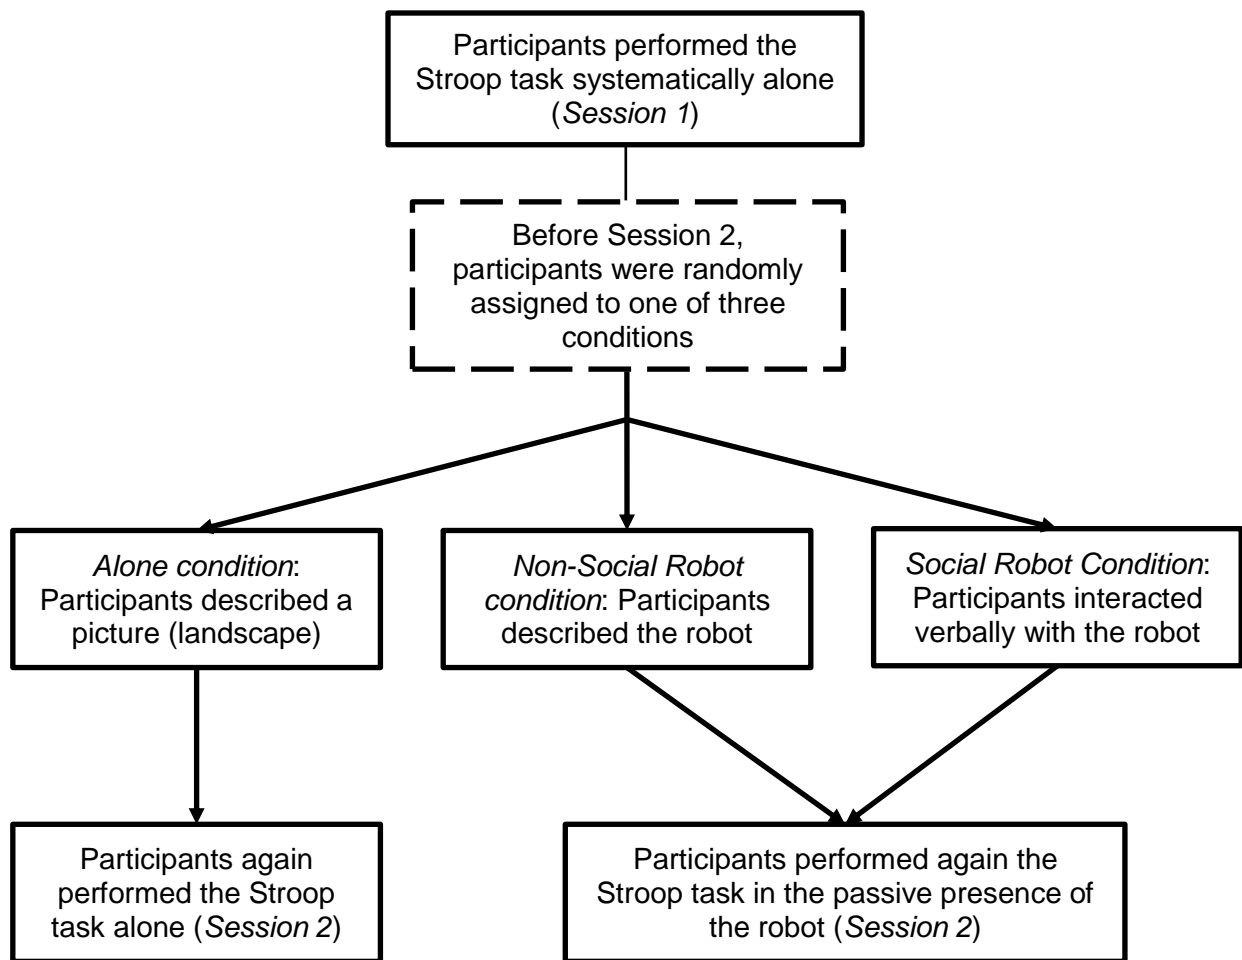 Participants performed the
Stroop task systematically alone
(Session 1)
Before Session 2,
participants were randomly
assigned to one of three
conditions
Alone condition:
Participants described a
picture (landscape)
Non-Social Robot
condition: Participants
described the robot
Social Robot Condition:
Participants interacted
verbally with the robot
Participants again
performed the Stroop
task alone (Session 2)
Participants performed again the
Stroop task in the passive presence of
the robot (Session 2)